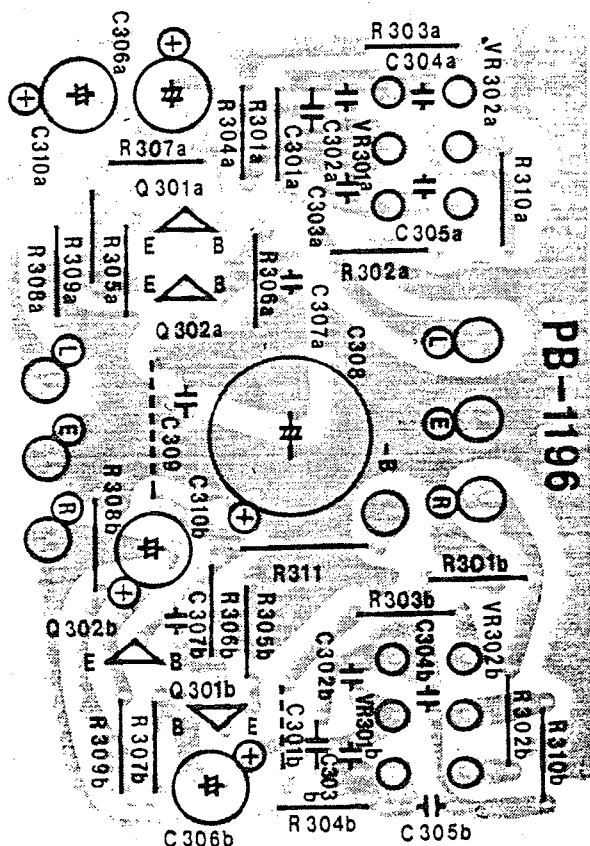 R303a
C304a
VR302a
C306a
C310a
R307a
R304a
R301a
C301a
C302a
VR301a
C303a
R310a
C305a
R302a
Q301a
E B
E B
Q302a
R308a
R309a
R305a
R306a
C307a
C308
PB-1196
L
E
R
L
E
R
-B
C309
C310b
R308b
R311
R301b
R303b
VR302b
C304b
C302b
VR301b
Q302b
E B
C307b
R306b
R305b
Q301b
B E
R309b
R307b
C301b
C303b
R302b
R310b
C306b
R304b
C305b